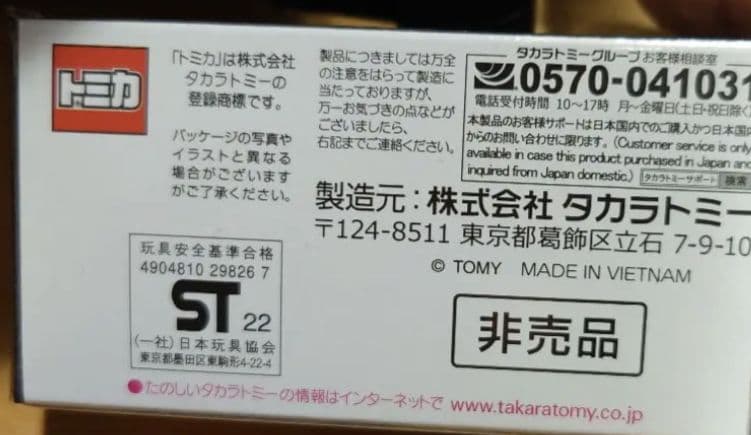 トミカ
「トミカ」は株式会社
タカラトミーの
登録商標です。
パッケージの写真や
イラストと異なる
場合がございます
がご了承ください。
製品につきましては万全
の注意をはらって製造に
当たっておりますが、
万一お気づきの点などが
ございましたら、
右記までご連絡ください。
タカラトミーグループお客様相談室
0570-041031
電話受付時間 10〜17時 月〜金曜日(土日・祝日除く)
本製品のお客様サポートは日本国内でのご購入かつ日本国
からのお問い合わせに限ります。(Customer service is only
available in case this product purchased in Japan and
inquired from Japan domestic.) タカラトミーサポート 検索
製造元：株式会社 タカラトミー
〒124-8511 東京都葛飾区立石 7-9-10
© TOMY MADE IN VIETNAM
玩具安全基準合格
4904810 29826 7
ST 22
(一社)日本玩具協会
東京都墨田区東駒形4-22-4
非売品
●たのしいタカラトミーの情報はインターネットで www.takaratomy.co.jp